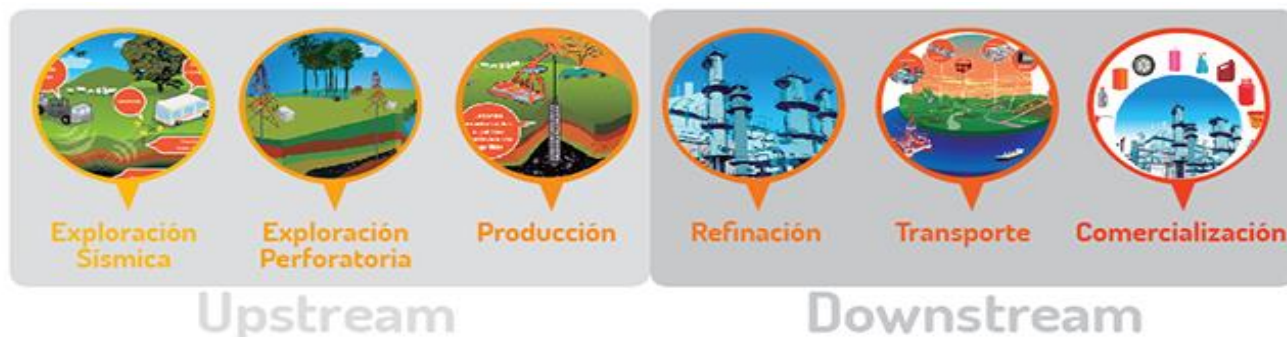 Exploración
Sísmica
Exploración
Perforatoria
Producción
Refinación
Transporte
Comercialización
Upstream
Downstream